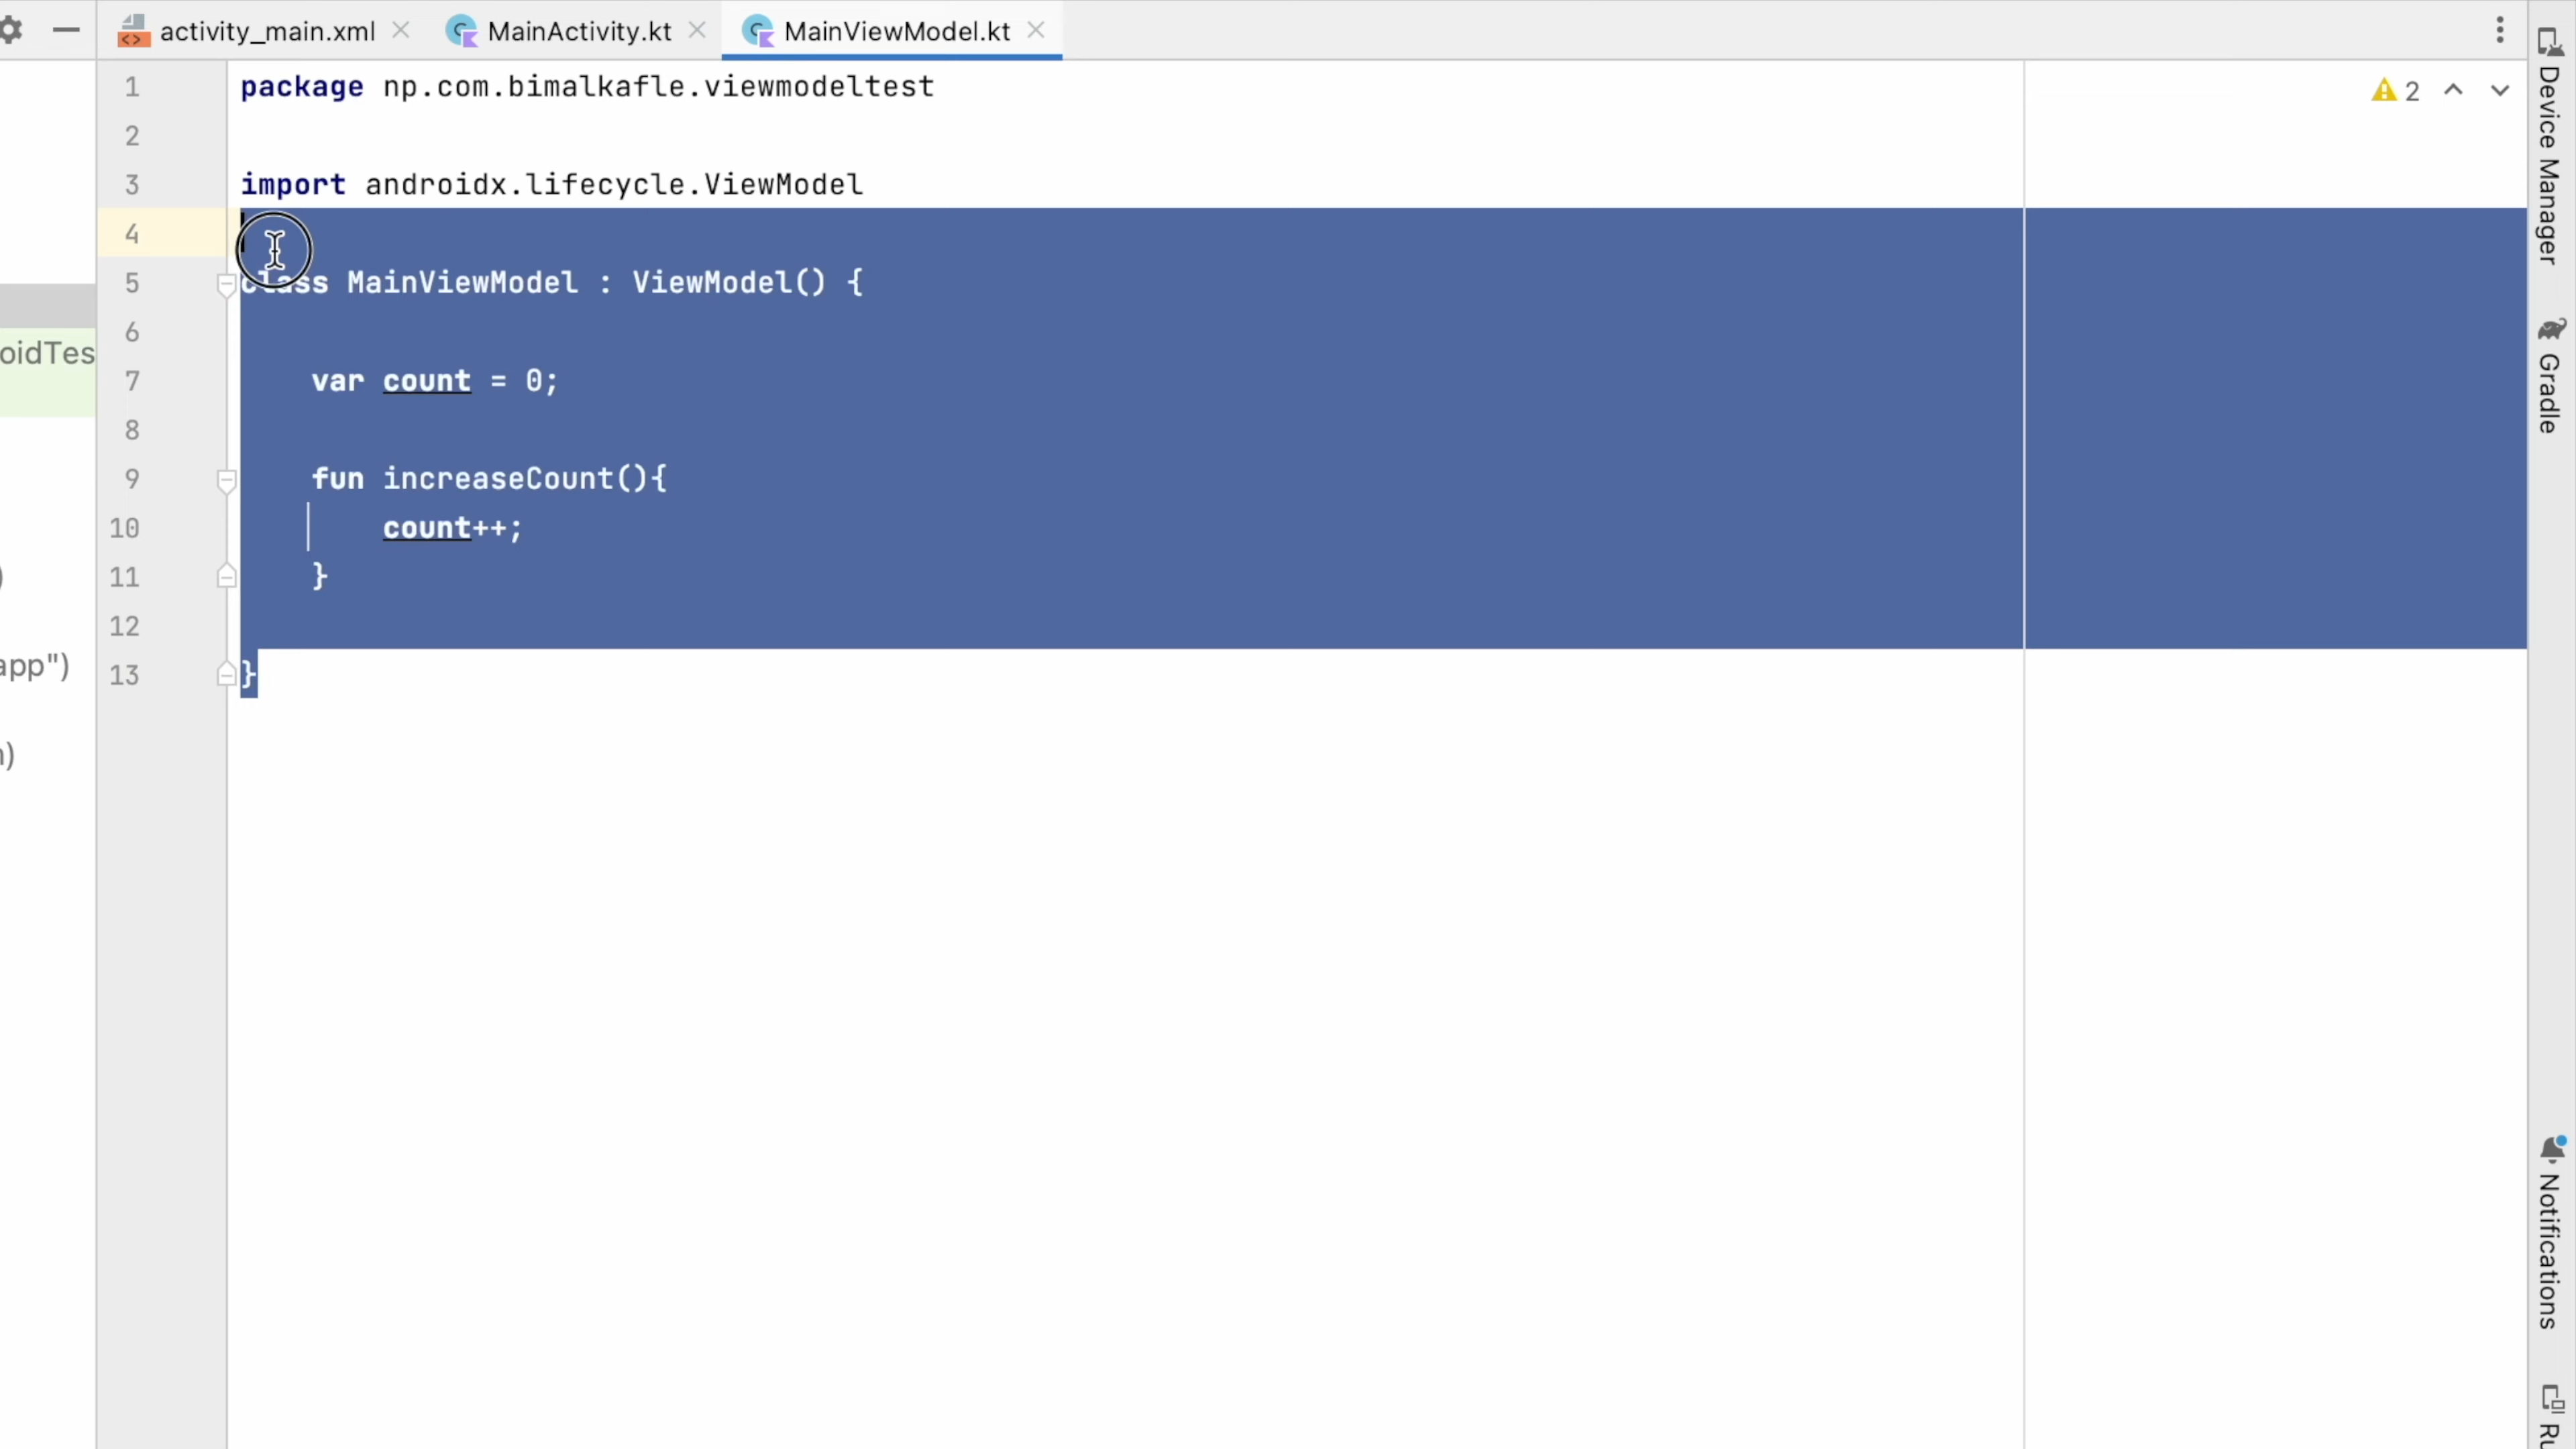 activity_main.xml
MainActivity.kt
MainViewModel.kt
1 package np.com.bimalkafle.viewmodeltest
2
3 import androidx.lifecycle.ViewModel
4
5 class MainViewModel : ViewModel() {
6
7 var count = 0;
8
9 fun increaseCount(){
10 count++;
11 }
12
13 }
2
oidTes
)
app")
n)
Device Manager
Gradle
Notifications
Ru